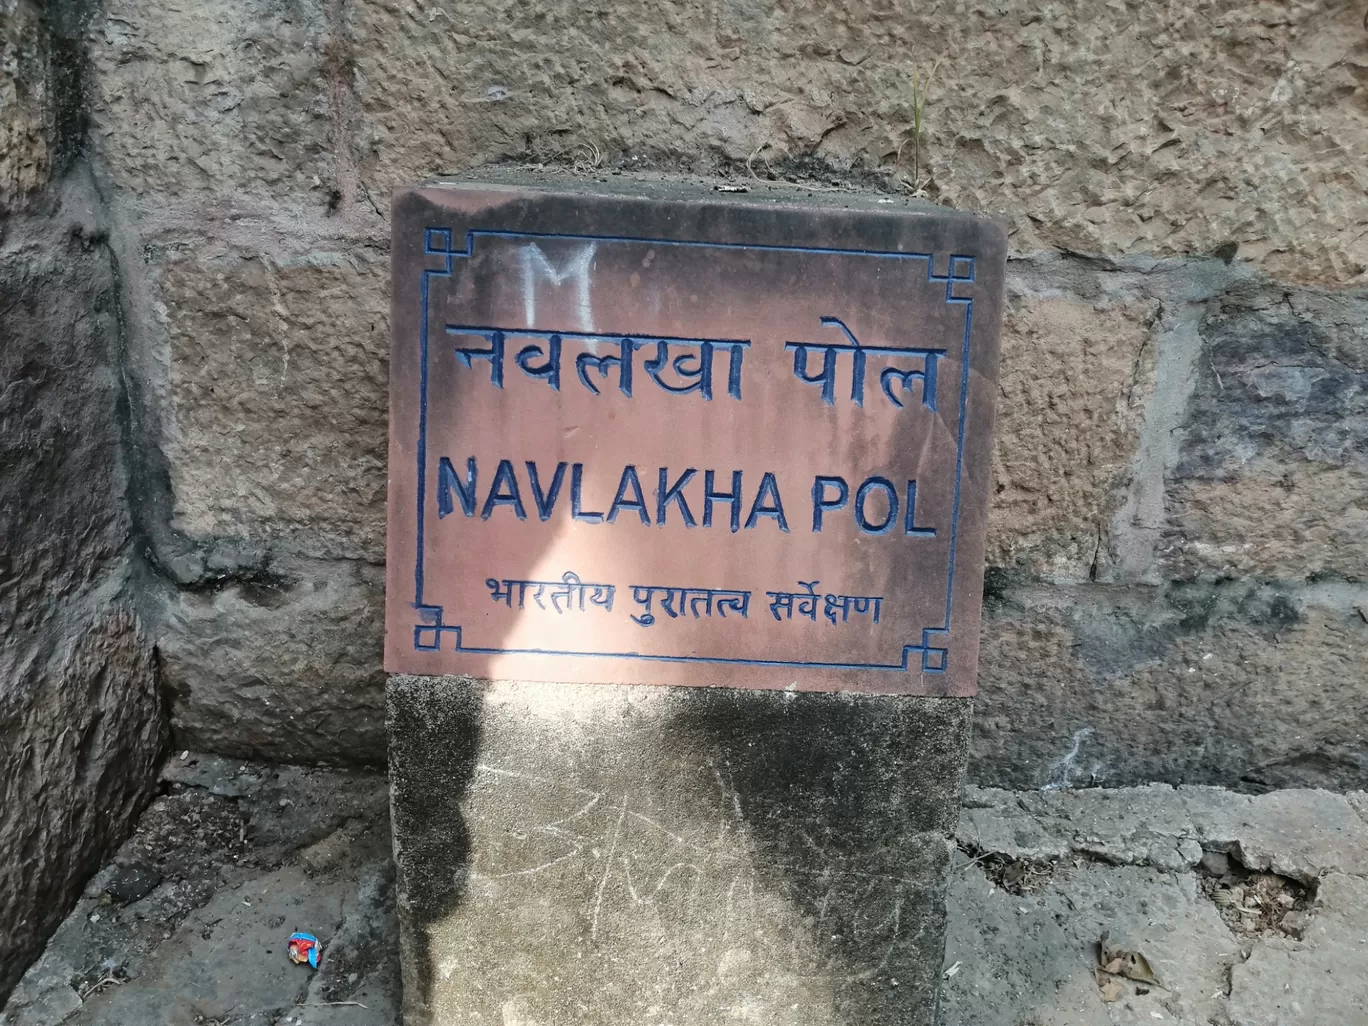 M
नवलखा पोल
NAVLAKHA POL
भारतीय पुरातत्व सर्वेक्षण